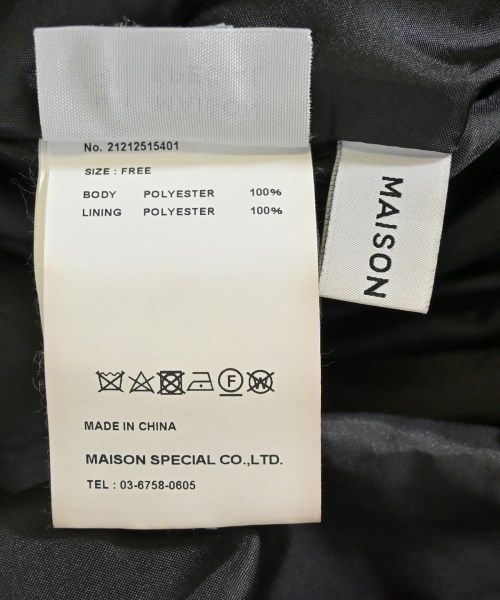 No. 21212515401
SIZE : FREE
BODY POLYESTER 100%
LINING POLYESTER 100%
F
W
MADE IN CHINA
MAISON SPECIAL CO.,LTD.
TEL : 03-6758-0605
MAISON